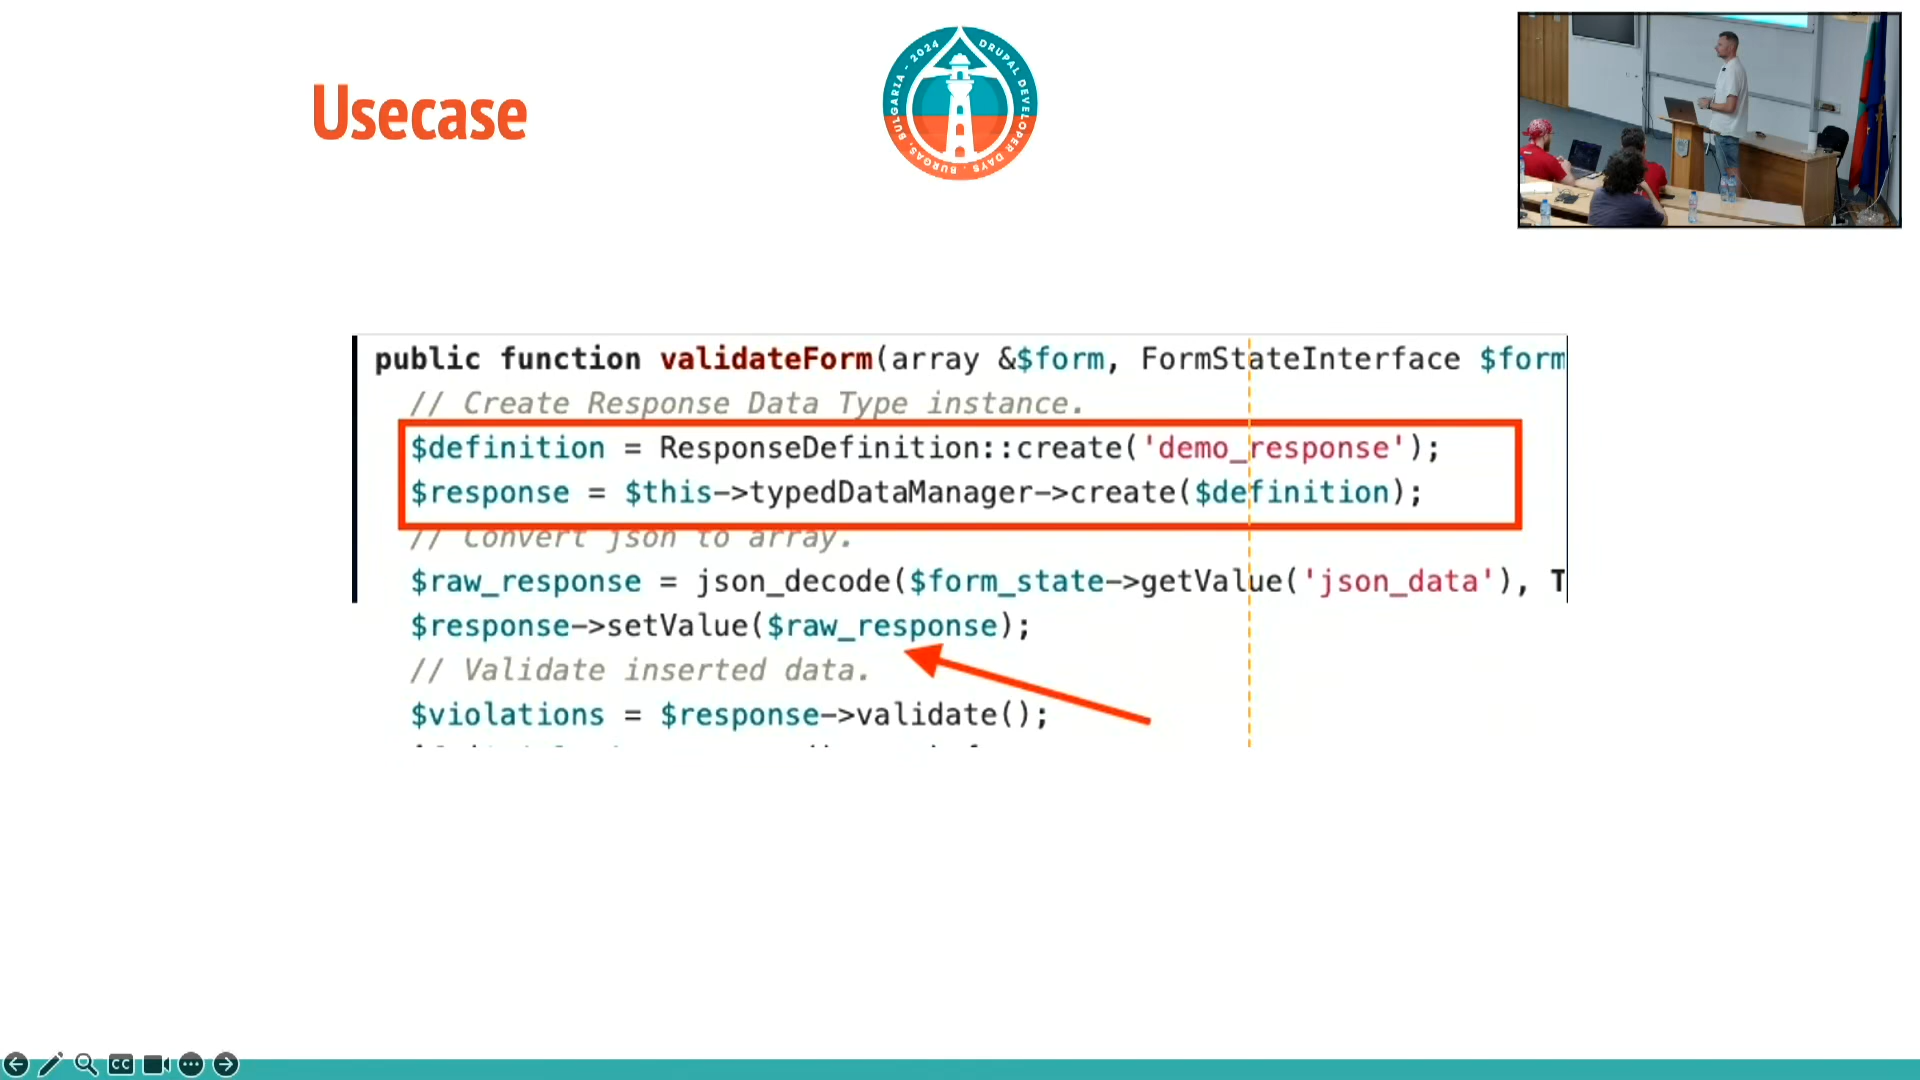 Usecase
BURGAS, BULGARIA - 2024 DRUPAL DEVELOPER DAYS .
public function validateForm(array &$form, FormStateInterface $form
// Create Response Data Type instance.
$definition = ResponseDefinition::create('demo_response');
$response = $this->typedDataManager->create($definition);
// Convert json to array.
$raw_response = json_decode($form_state->getValue('json_data'), T
$response->setValue($raw_response);
// Validate inserted data.
$violations = $response->validate();
CC